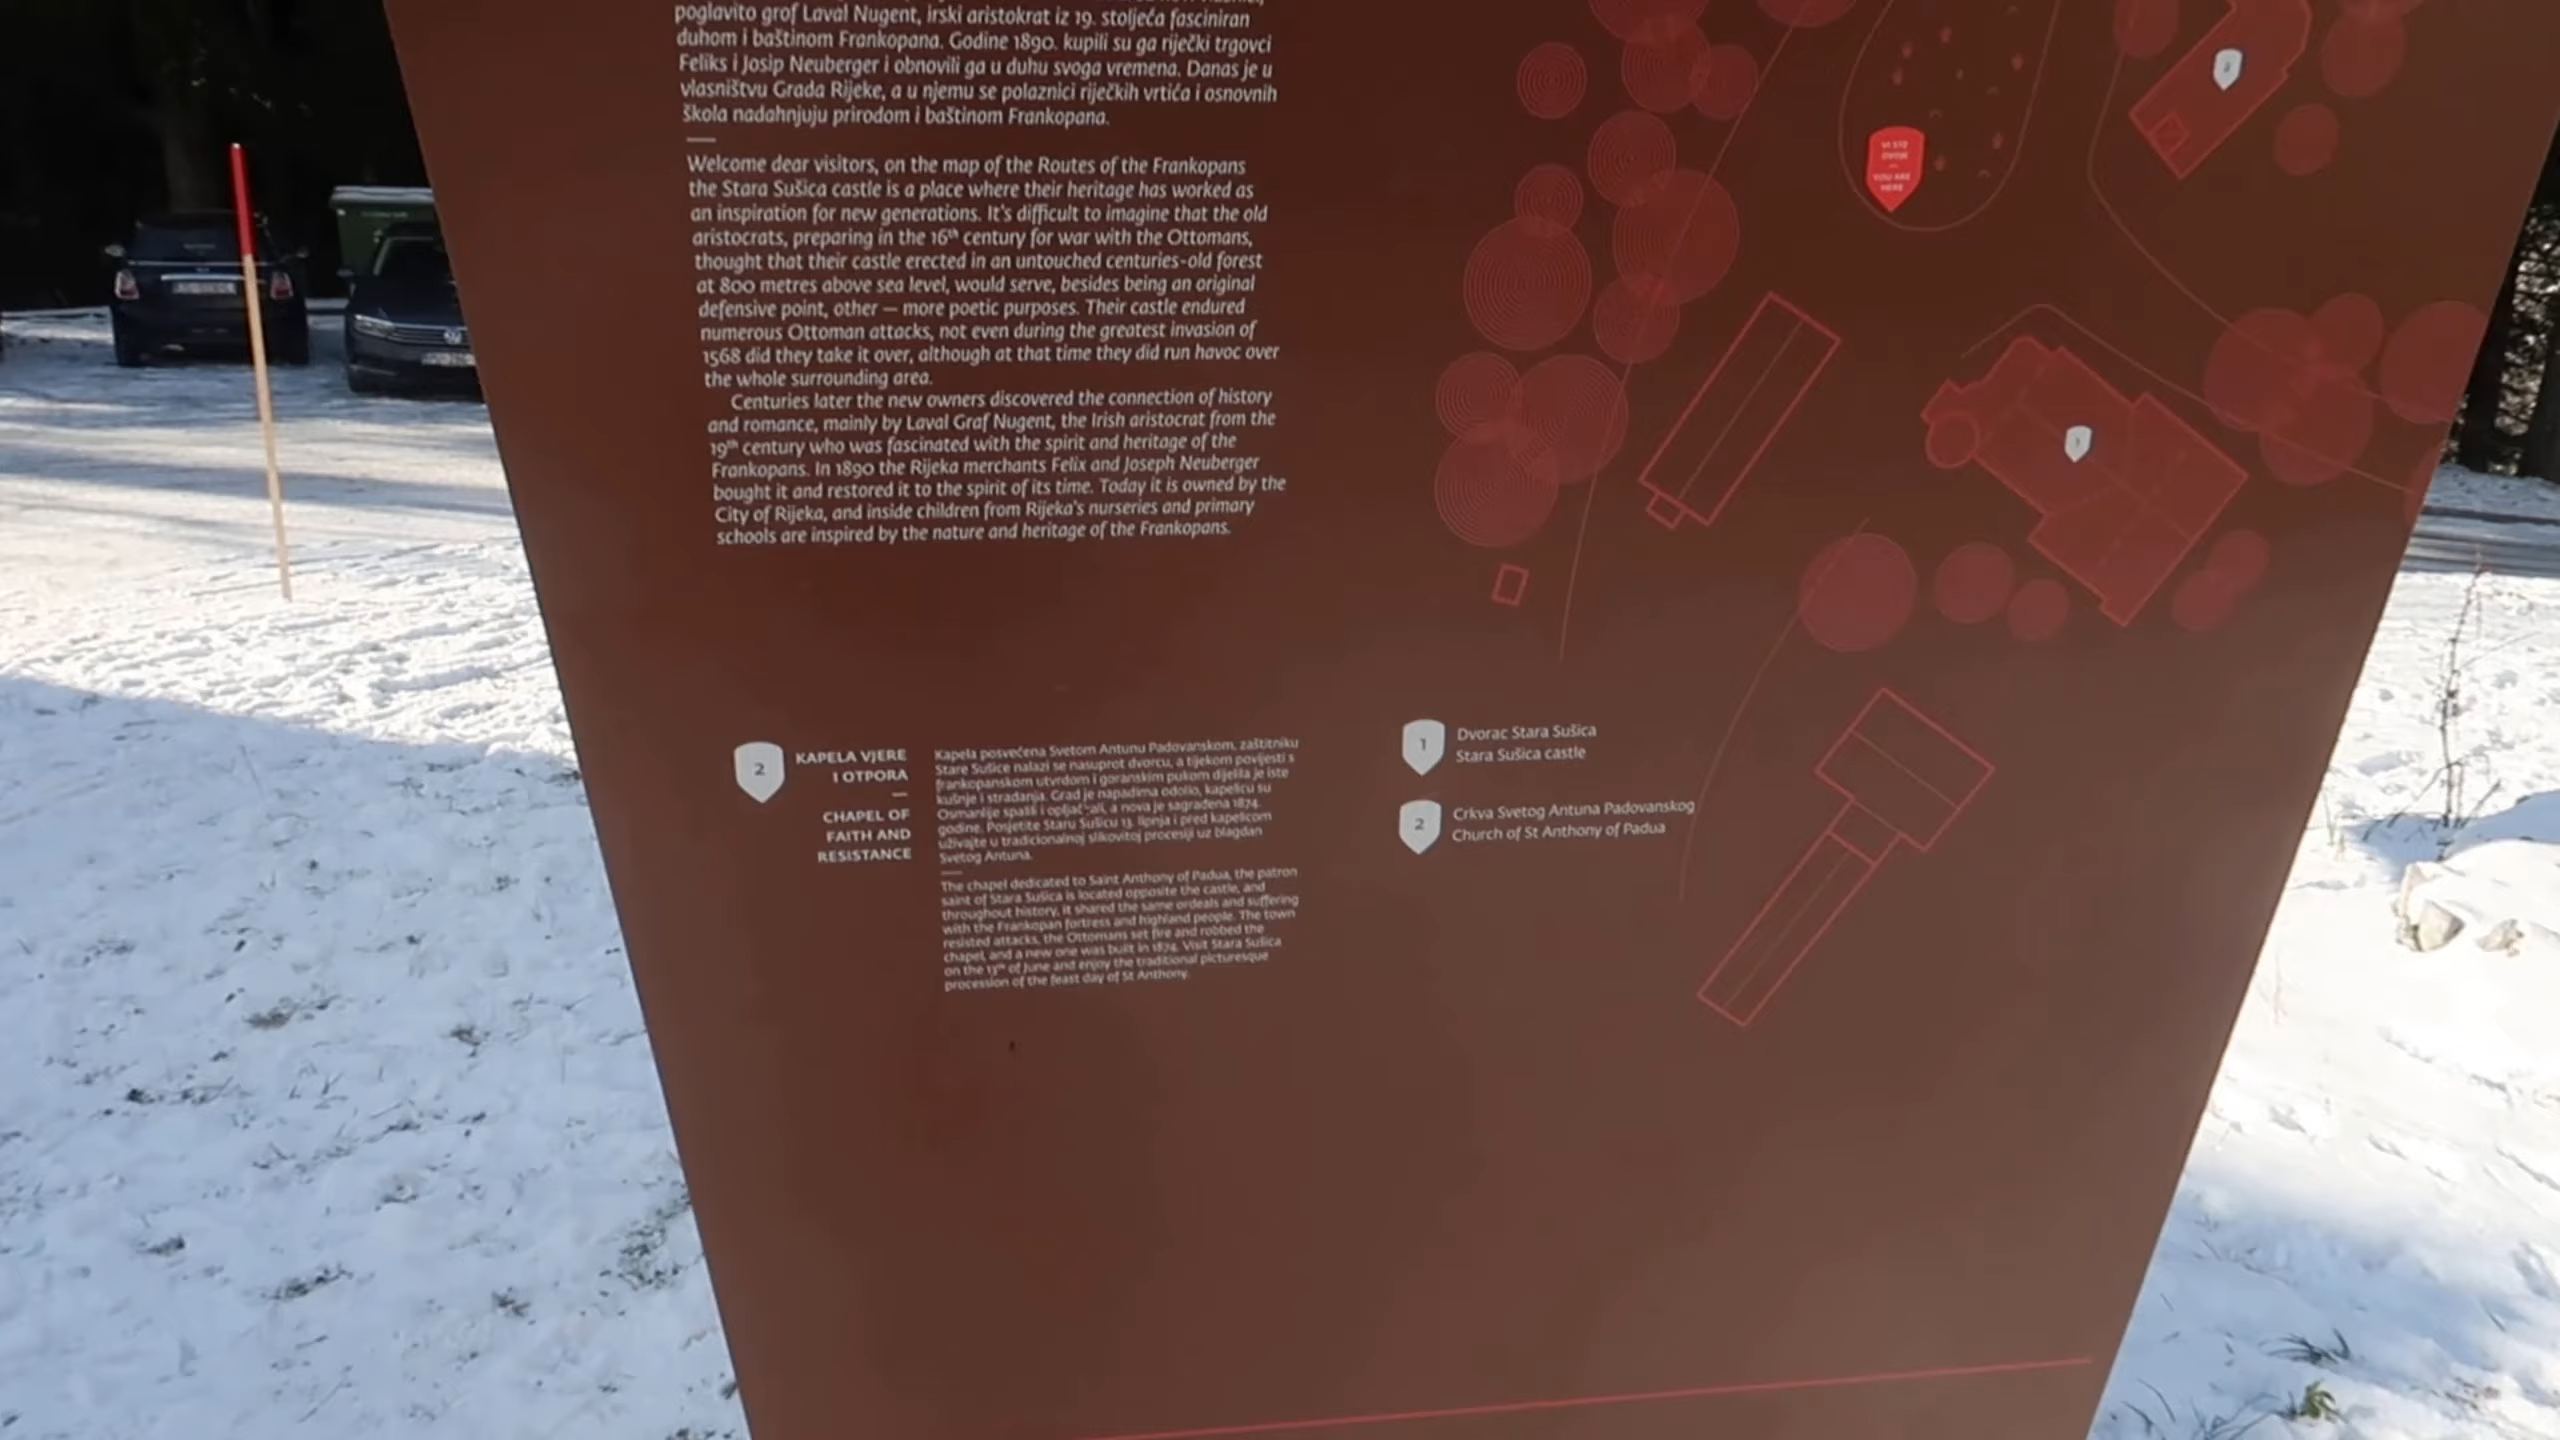 poglavito grof Laval Nugent, irski aristokrat iz 19. stoljeća fasciniran
duhom i baštinom Frankopana. Godine 1890. kupili su ga riječki trgovci
Feliks i Josip Neuberger i obnovili ga u duhu svoga vremena. Danas je u
vlasništvu Grada Rijeke, a u njemu se polaznici riječkih vrtića i osnovnih
škola nadahnjuju prirodom i baštinom Frankopana.
Welcome dear visitors, on the map of the Routes of the Frankopans
the Stara Sušica castle is a place where their heritage has worked as
an inspiration for new generations. It's difficult to imagine that the old
aristocrats, preparing in the 16th century for war with the Ottomans,
thought that their castle erected in an untouched centuries-old forest
at 800 metres above sea level, would serve, besides being an original
defensive point, other — more poetic purposes. Their castle endured
numerous Ottoman attacks, not even during the greatest invasion of
1568 did they take it over, although at that time they did run havoc over
the whole surrounding area.
Centuries later the new owners discovered the connection of history
and romance, mainly by Laval Graf Nugent, the Irish aristocrat from the
19th century who was fascinated with the spirit and heritage of the
Frankopans. In 1890 the Rijeka merchants Felix and Joseph Neuberger
bought it and restored it to the spirit of its time. Today it is owned by the
City of Rijeka, and inside children from Rijeka's nurseries and primary
schools are inspired by the nature and heritage of the Frankopans.
2
KAPELA VJERE
I OTPORA
—
CHAPEL OF
FAITH AND
RESISTANCE
Kapela posvećena Svetom Antunu Padovanskom, zaštitniku
Stare Sušice nalazi se nasuprot dvorcu, a tijekom povijesti s
frankopanskom utvrdom i goranskim pukom dijelila je iste
kušnje i stradanja. Grad je napadima odolio, kapelicu su
Osmanlije spalili i opljačkali, a nova je sagrađena 1874.
godine. Posjetite Staru Sušicu 13. lipnja i pred kapelicom
uživajte u tradicionalnoj slikovitoj procesiji uz blagdan
Svetog Antuna.
The chapel dedicated to Saint Anthony of Padua, the patron
saint of Stara Sušica is located opposite the castle, and
throughout history, it shared the same ordeals and suffering
with the Frankopan fortress and highland people. The town
resisted attacks, the Ottomans set fire and robbed the
chapel, and a new one was built in 1874. Visit Stara Sušica
on the 13th of June and enjoy the traditional picturesque
procession of the feast day of St Anthony.
1
Dvorac Stara Sušica
Stara Sušica castle
2
Crkva Svetog Antuna Padovanskog
Church of St Anthony of Padua
VI STE
OVDJE
—
YOU ARE
HERE
2
1